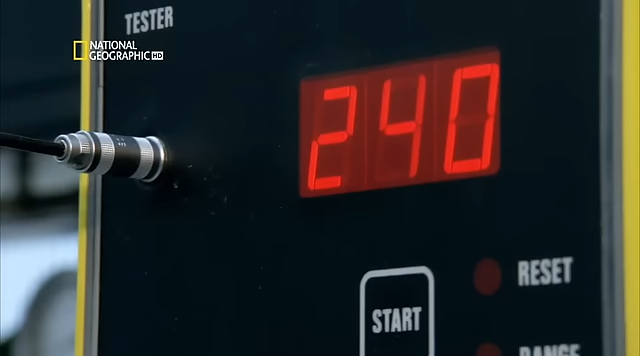 TESTER
NATIONAL
GEOGRAPHIC HD
240
RESET
START
RANGE